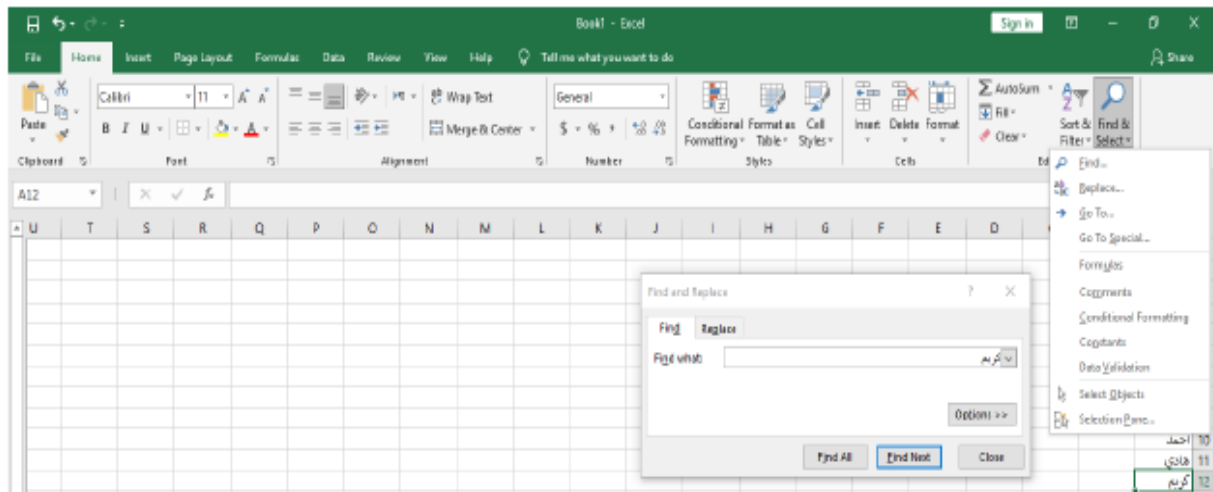 Book1 - Excel
Sign in
File Home Insert Page Layout Formulas Data Review View Help Tell me what you want to do Share
Calibri 11 Wrap Text General AutoSum
Paste B I U Merge & Center $ % Conditional Formatting Format as Table Cell Styles Insert Delete Format Fill Clear Sort & Filter Find & Select
Clipboard Font Alignment Number Styles Cells
A12 fx
U T S R Q P O N M L K J I H G F E D
Find...
Replace...
Go To...
Go To Special...
Formulas
Comments
Conditional Formatting
Constants
Data Validation
Select Objects
Selection Pane...
Find and Replace ?
Find Replace
Find what: كريم
Options >>
Find All Find Next Close
احمد 10
هادي 11
كريم 12